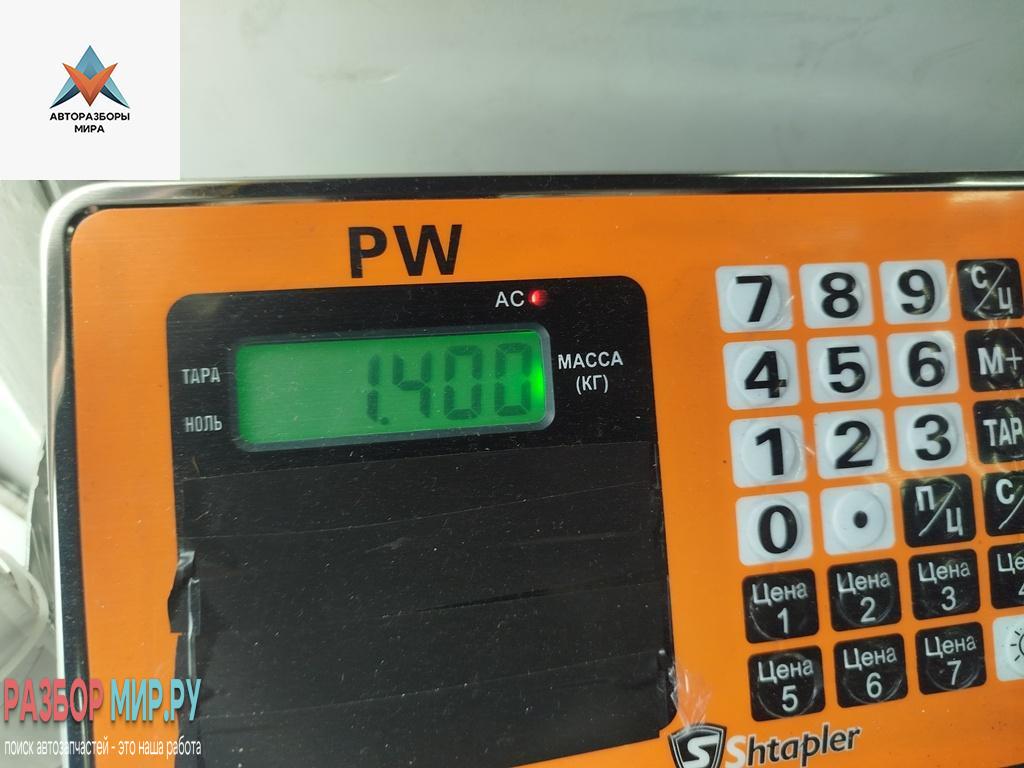 АВТОРАЗБОРЫ
МИРА
PW
AC
ТАРА
НОЛЬ
1.400
МАССА
(КГ)
7 8 9 С/Ц
4 5 6 М+
1 2 3 ТАР
0 . П/Ц С/
Цена 1 Цена 2 Цена 3
Цена 5 Цена 6 Цена 7
Shtapler
РАЗБОР МИР.РУ
поиск автозапчастей - это наша работа